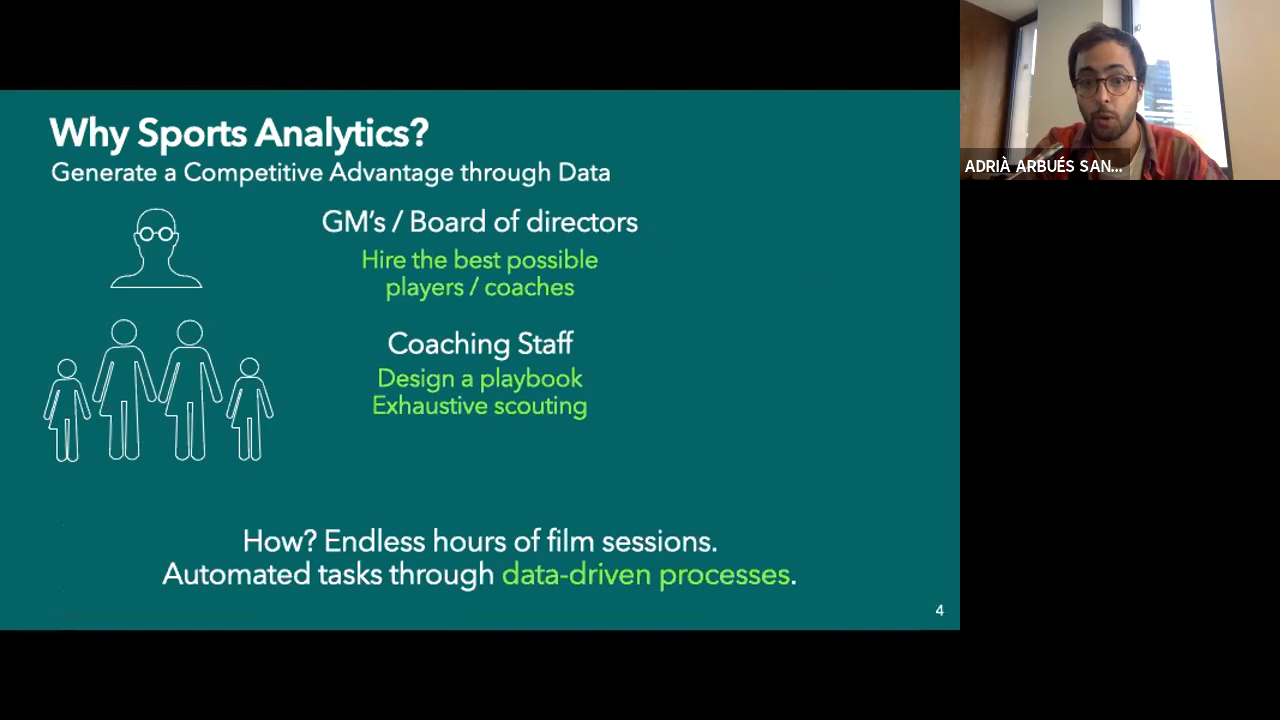 Why Sports Analytics?
Generate a Competitive Advantage through Data
GM's / Board of directors
Hire the best possible
players / coaches
Coaching Staff
Design a playbook
Exhaustive scouting
How? Endless hours of film sessions.
Automated tasks through data-driven processes.
4
ADRIÀ ARBUÉS SAN...